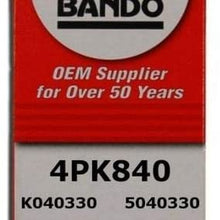 BANDO
OEM Supplier
for Over 50 Years
4PK840
K040330 5040330